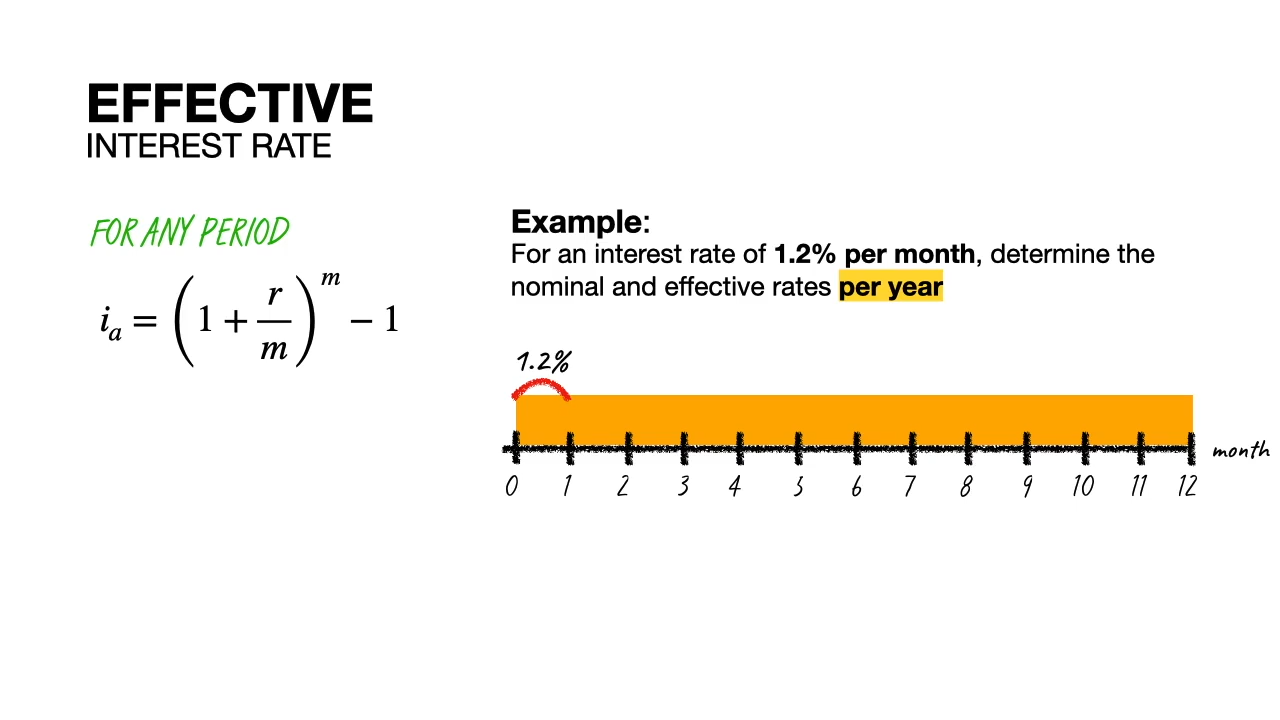 EFFECTIVE
INTEREST RATE
FOR ANY PERIOD
i_a = (1 + r/m)^m − 1
Example:
For an interest rate of 1.2% per month, determine the
nominal and effective rates per year
1.2%
month
0 1 2 3 4 5 6 7 8 9 10 11 12